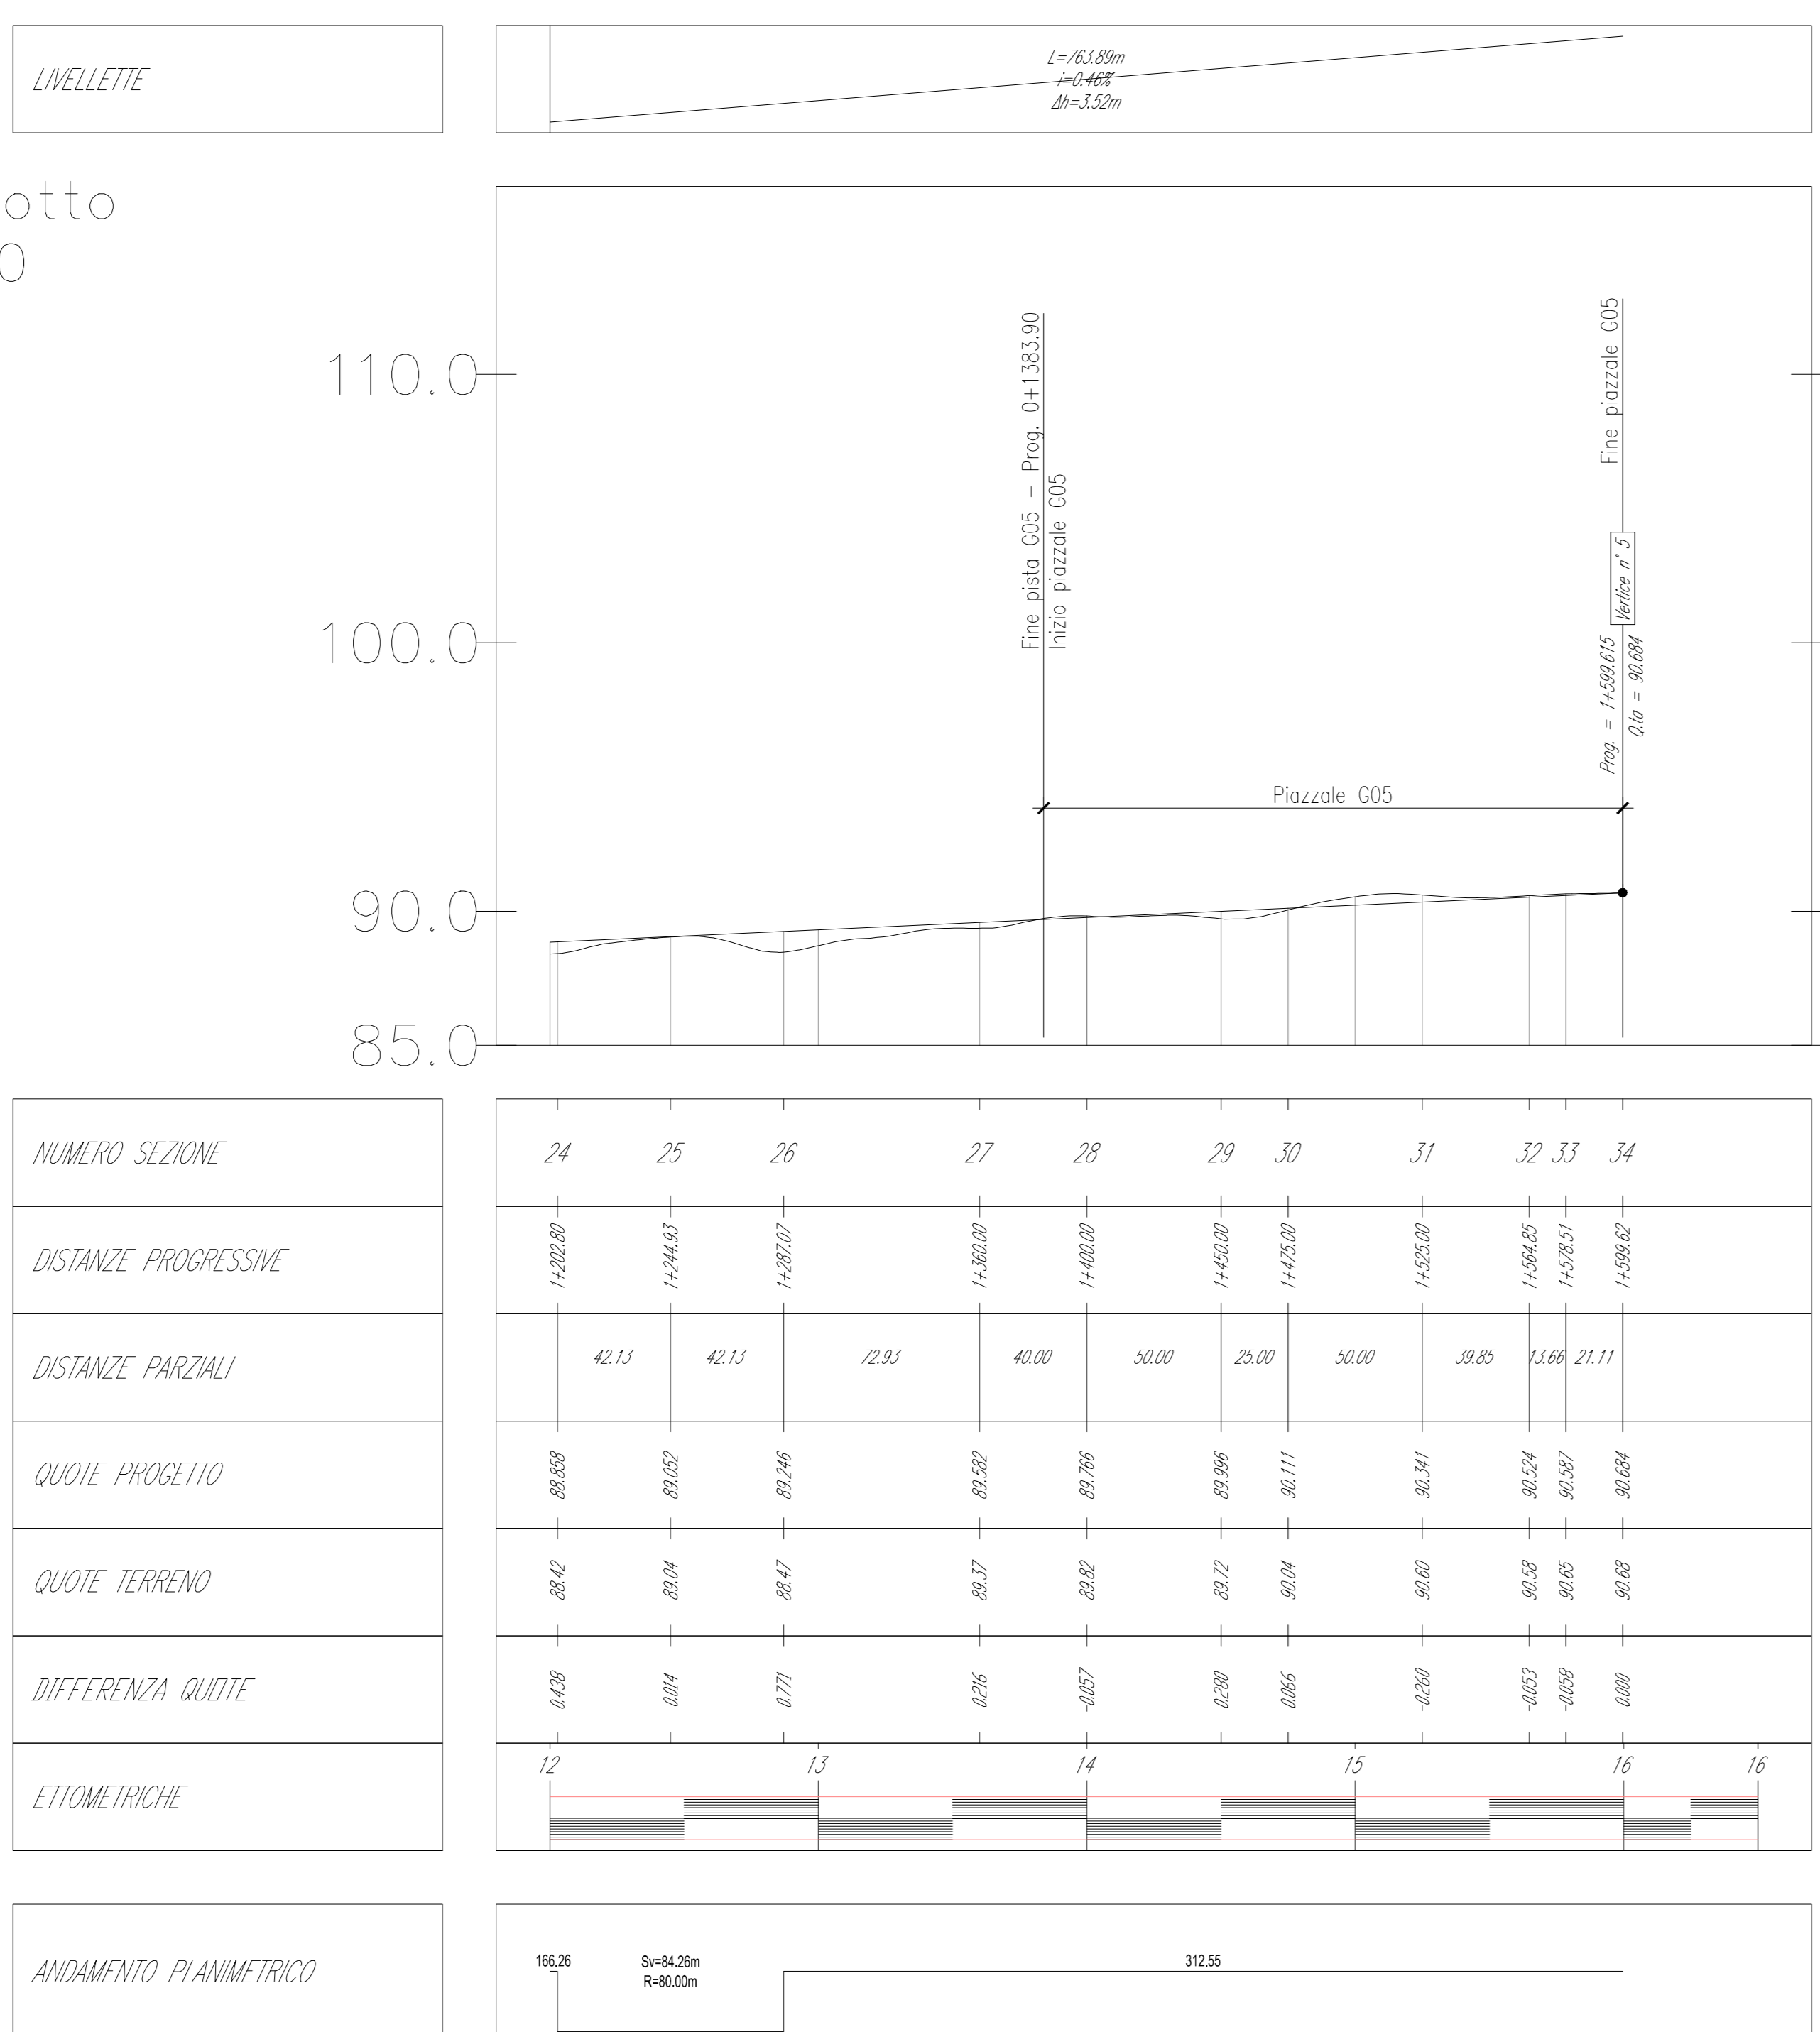 LIVELLETTE
L=763.89m
i=0.46%
Δh=3.52m
otto
0
110.0
100.0
90.0
85.0
Fine pista G05 - Prog. 0+1383.90
Inizio piazzale G05
Fine piazzale G05
Vertice n° 5
Prog. = 1+599.615
Q.ta = 90.684
Piazzale G05
NUMERO SEZIONE
24 25 26 27 28 29 30 31 32 33 34
DISTANZE PROGRESSIVE
1+202.80 1+244.93 1+287.07 1+360.00 1+400.00 1+450.00 1+475.00 1+525.00 1+564.85 1+578.51 1+599.62
DISTANZE PARZIALI
42.13 42.13 72.93 40.00 50.00 25.00 50.00 39.85 13.66 21.11
QUOTE PROGETTO
88.858 89.052 89.246 89.582 89.766 89.996 90.111 90.341 90.524 90.587 90.684
QUOTE TERRENO
88.42 89.04 88.47 89.37 89.82 89.72 90.04 90.60 90.58 90.65 90.68
DIFFERENZA QUOTE
0.438 0.014 0.771 0.216 -0.057 0.280 0.066 -0.260 -0.053 -0.058 0.000
ETTOMETRICHE
12 13 14 15 16 16
ANDAMENTO PLANIMETRICO
166.26
Sv=84.26m
R=80.00m
312.55